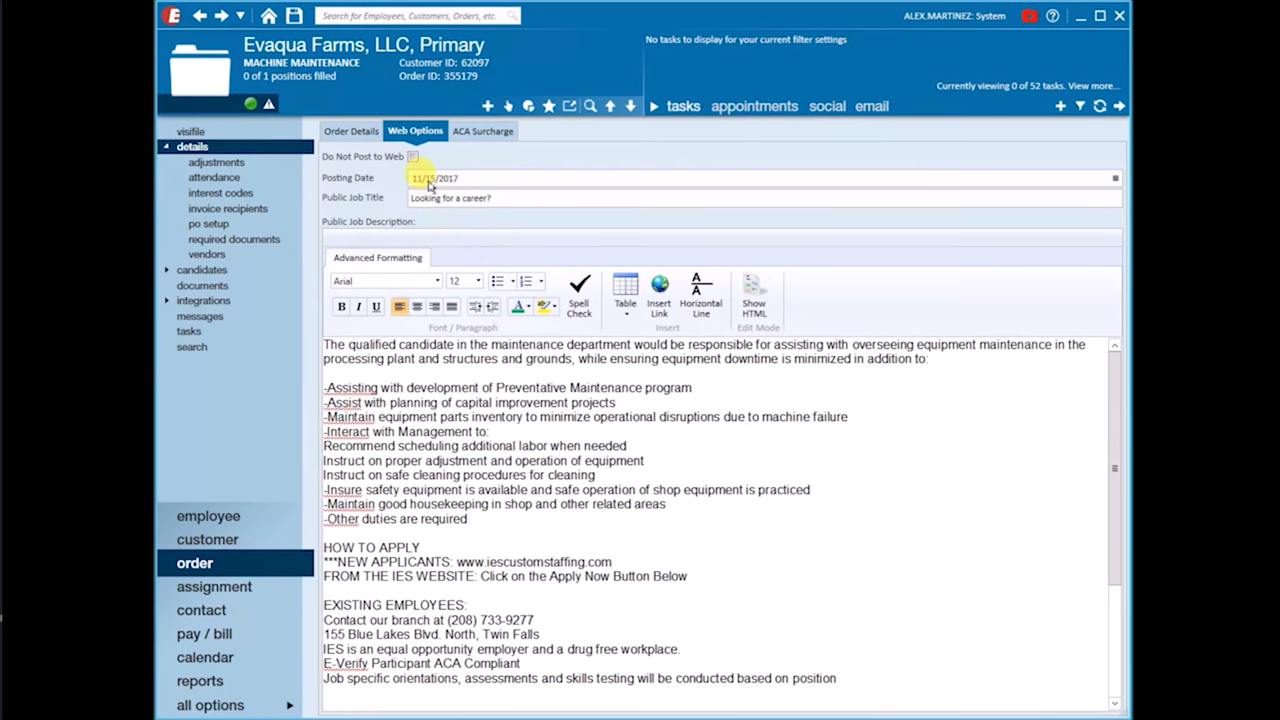 E
Search for Employees, Customers, Orders, etc.
ALEX.MARTINEZ: System
Evaqua Farms, LLC, Primary
MACHINE MAINTENANCE
Customer ID: 62097
0 of 1 positions filled
Order ID: 355179
No tasks to display for your current filter settings
Currently viewing 0 of 52 tasks. View more...
tasks
appointments
social
email
visifile
details
adjustments
attendance
interest codes
invoice recipients
po setup
required documents
vendors
candidates
documents
integrations
messages
tasks
search
employee
customer
order
assignment
contact
pay / bill
calendar
reports
all options
Order Details
Web Options
ACA Surcharge
Do Not Post to Web
Posting Date
11/15/2017
Public Job Title
Looking for a career?
Public Job Description:
Advanced Formatting
Arial
12
B I U
Spell Check
Font / Paragraph
Table
Insert Link
Horizontal Line
Insert
Show HTML
Edit Mode
The qualified candidate in the maintenance department would be responsible for assisting with overseeing equipment maintenance in the
processing plant and structures and grounds, while ensuring equipment downtime is minimized in addition to:
-Assisting with development of Preventative Maintenance program
-Assist with planning of capital improvement projects
-Maintain equipment parts inventory to minimize operational disruptions due to machine failure
-Interact with Management to:
Recommend scheduling additional labor when needed
Instruct on proper adjustment and operation of equipment
Instruct on safe cleaning procedures for cleaning
-Insure safety equipment is available and safe operation of shop equipment is practiced
-Maintain good housekeeping in shop and other related areas
-Other duties are required
HOW TO APPLY
***NEW APPLICANTS: www.iescustomstaffing.com
FROM THE IES WEBSITE: Click on the Apply Now Button Below
EXISTING EMPLOYEES:
Contact our branch at (208) 733-9277
155 Blue Lakes Blvd. North, Twin Falls
IES is an equal opportunity employer and a drug free workplace.
E-Verify Participant ACA Compliant
Job specific orientations, assessments and skills testing will be conducted based on position